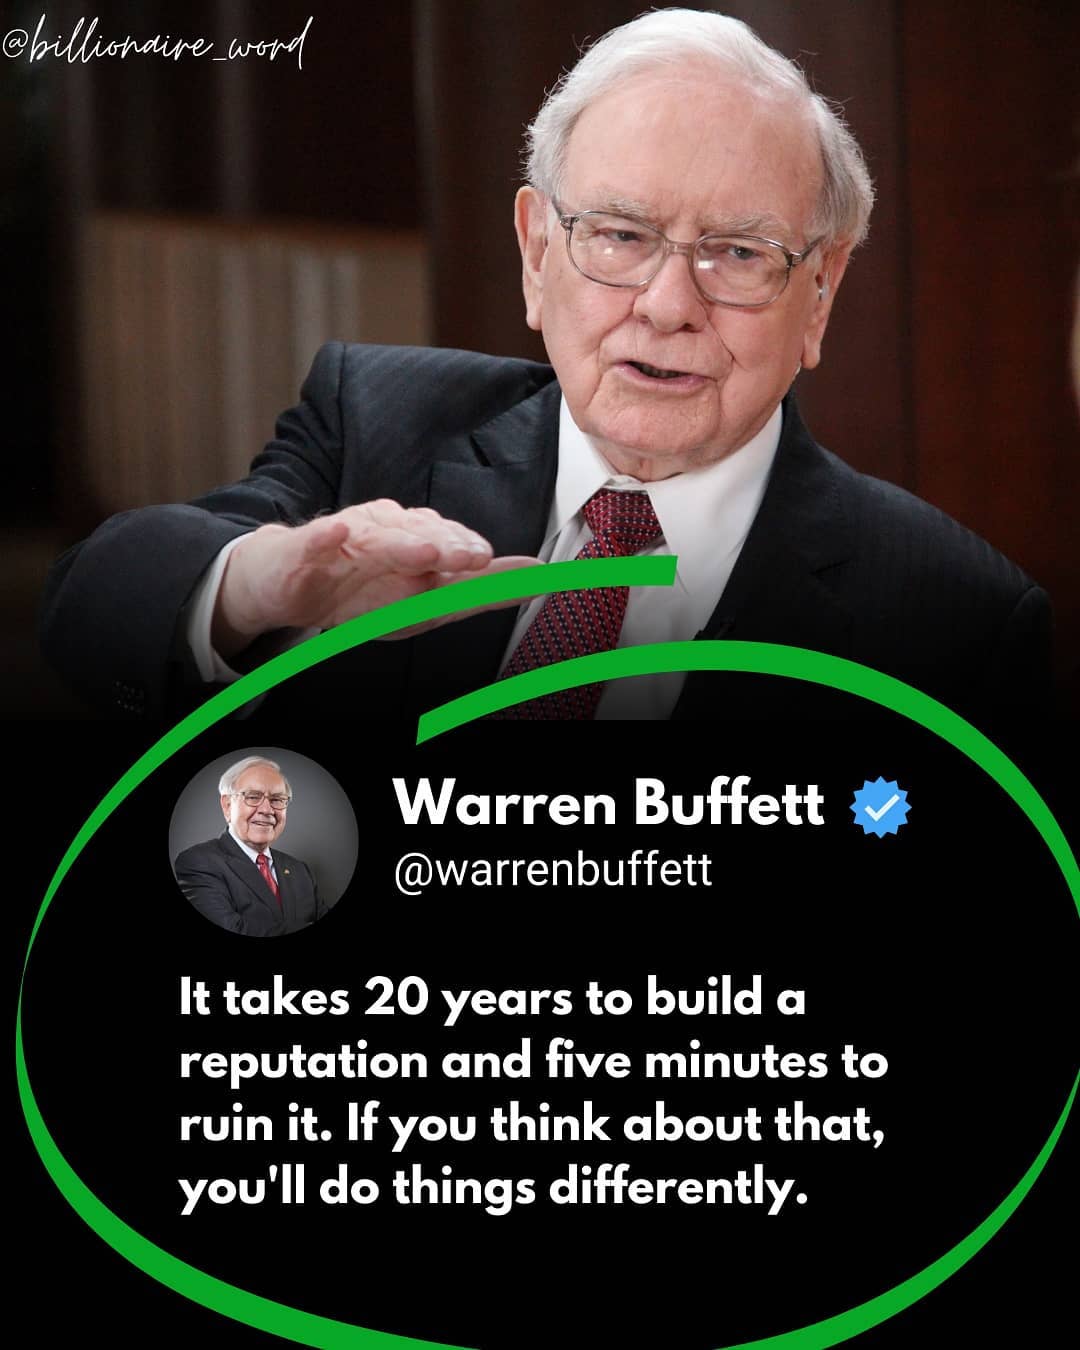 @billionaire_word
Warren Buffett
@warrenbuffett
It takes 20 years to build a
reputation and five minutes to
ruin it. If you think about that,
you'll do things differently.